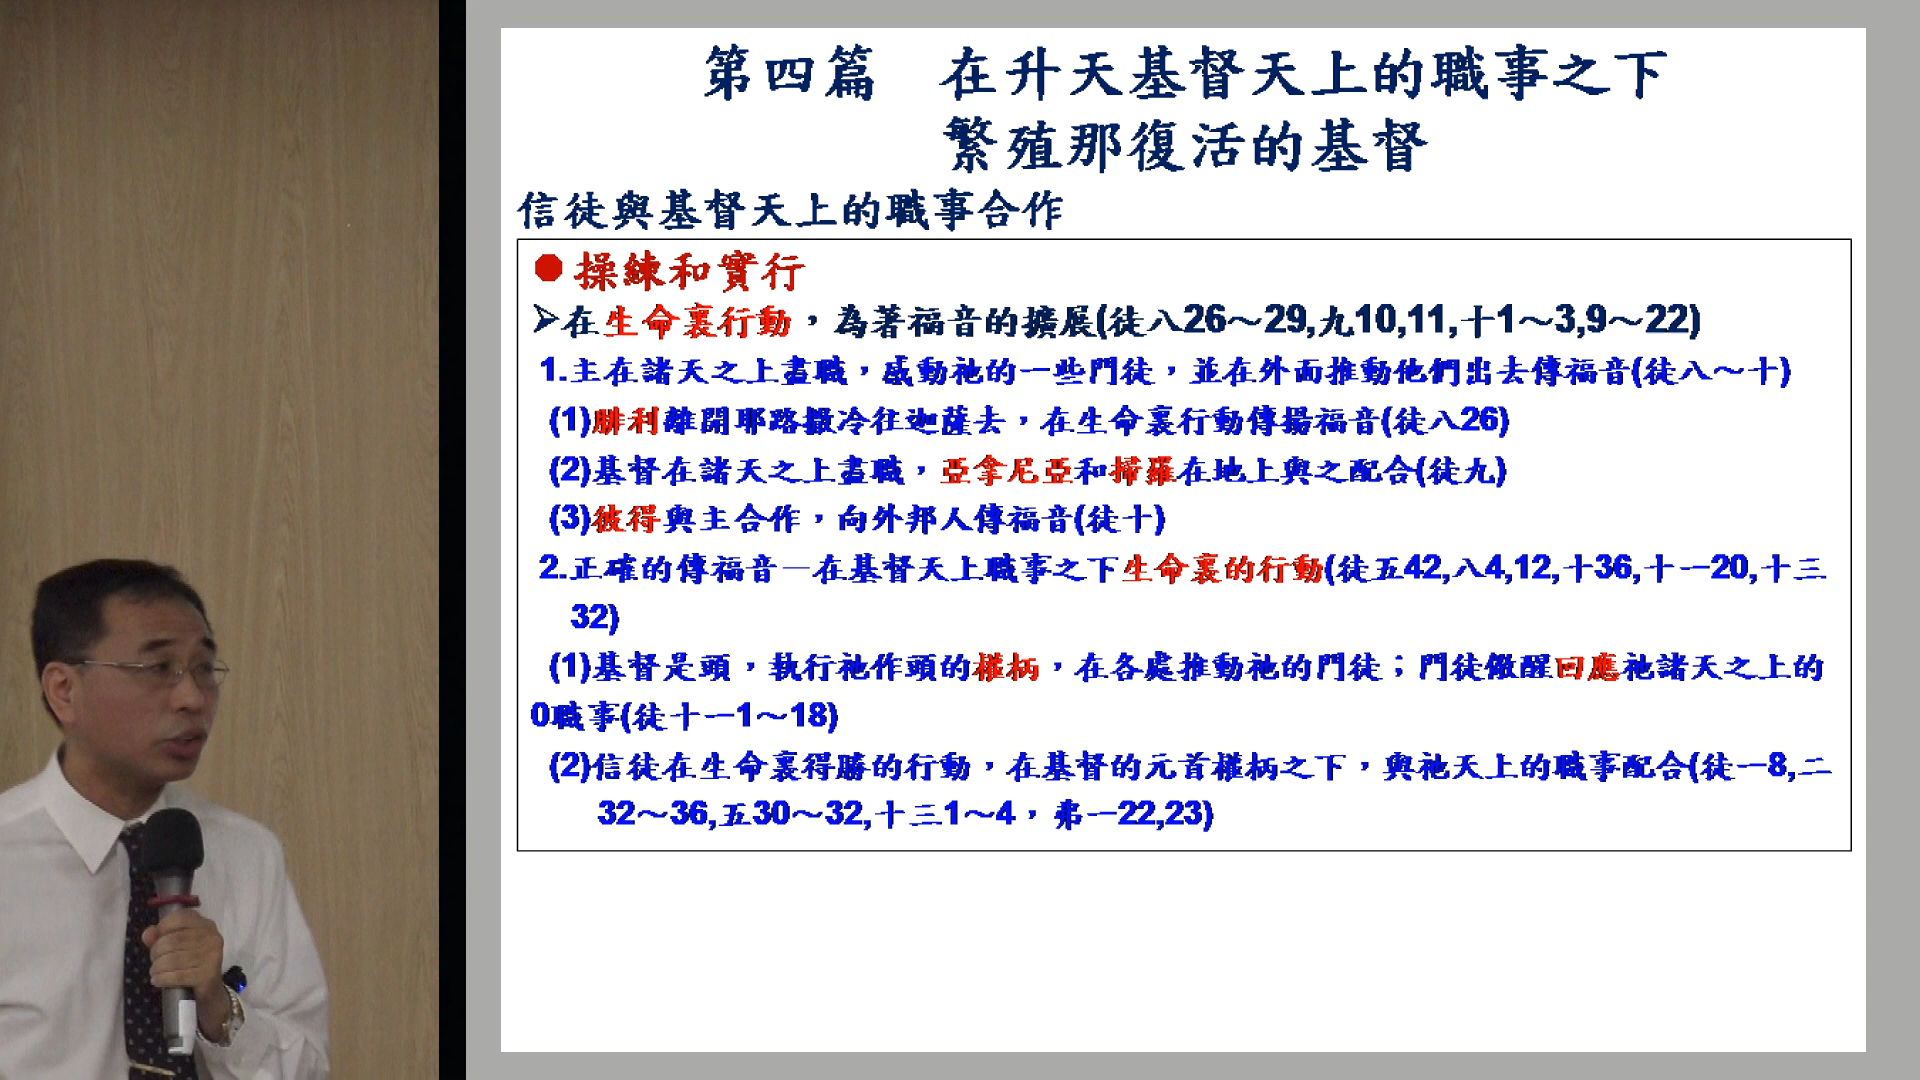 第四篇　在升天基督天上的職事之下
繁殖那復活的基督
信徒與基督天上的職事合作
●操練和實行
➢在生命裏行動，為著福音的擴展(徒八26～29,九10,11,十1～3,9～22)
1.主在諸天之上盡職，感動祂的一些門徒，並在外面推動他們出去傳福音(徒八～十)
(1)腓利離開耶路撒冷往迦薩去，在生命裏行動傳揚福音(徒八26)
(2)基督在諸天之上盡職，亞拿尼亞和掃羅在地上與之配合(徒九)
(3)彼得與主合作，向外邦人傳福音(徒十)
2.正確的傳福音—在基督天上職事之下生命裏的行動(徒五42,八4,12,十36,十一20,十三
32)
(1)基督是頭，執行祂作頭的權柄，在各處推動祂的門徒；門徒儆醒回應祂諸天之上的
0職事(徒十一1～18)
(2)信徒在生命裏得勝的行動，在基督的元首權柄之下，與祂天上的職事配合(徒一8,二
32～36,五30～32,十三1～4，弗一22,23)